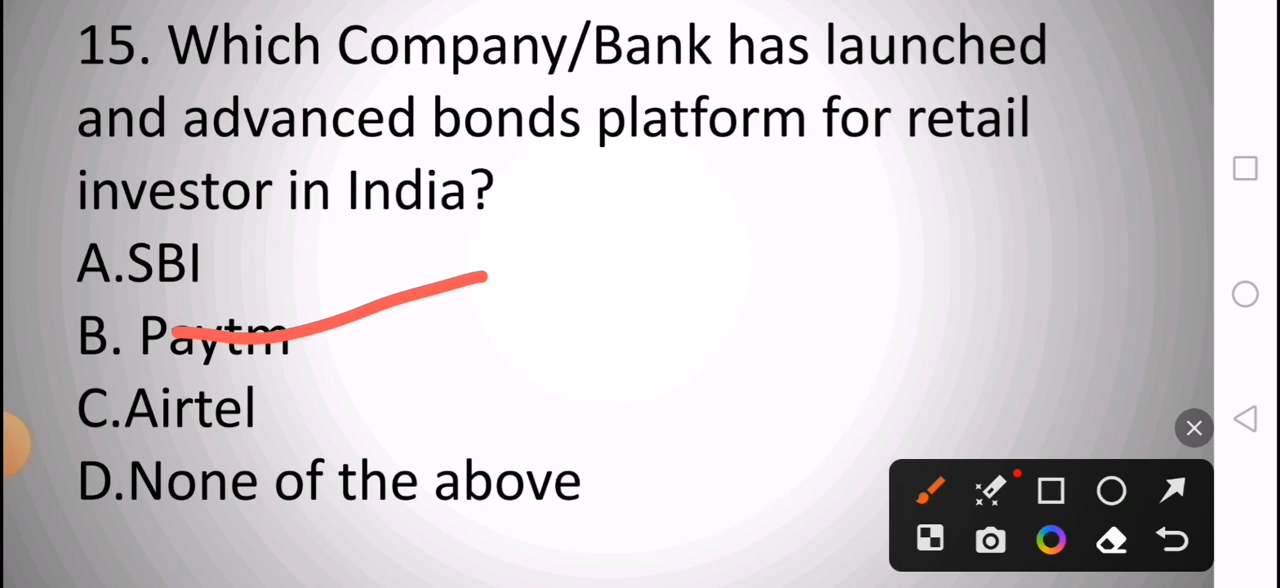 15. Which Company/Bank has launched
and advanced bonds platform for retail
investor in India?
A.SBI
B. Paytm
C.Airtel
D.None of the above